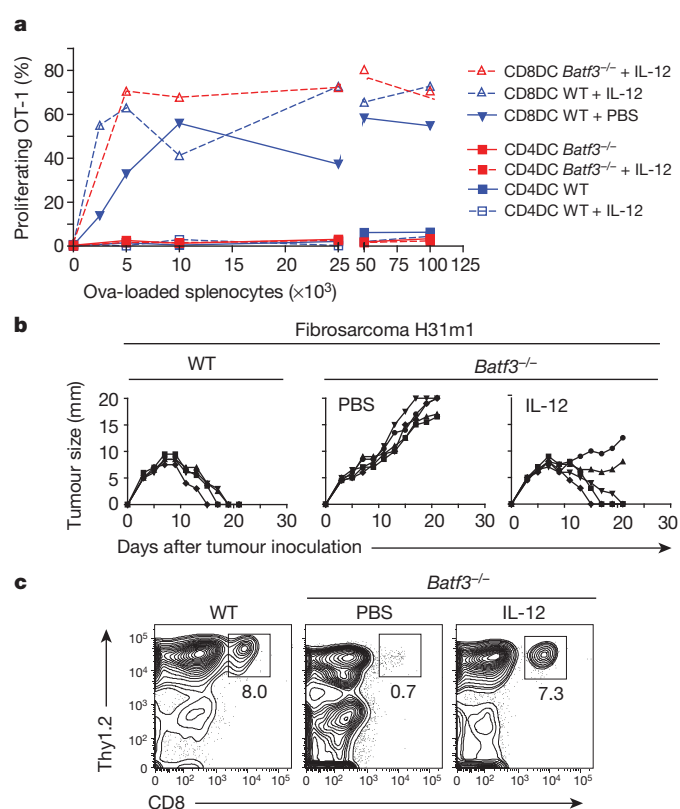 a
Proliferating OT-1 (%)
80
60
40
20
0
0 5 10 15 20 25 50 75 100 125
Ova-loaded splenocytes (×10³)
CD8DC Batf3–/– + IL-12
CD8DC WT + IL-12
CD8DC WT + PBS
CD4DC Batf3–/–
CD4DC Batf3–/– + IL-12
CD4DC WT
CD4DC WT + IL-12
b
Fibrosarcoma H31m1
WT
Batf3–/–
Tumour size (mm)
20
15
10
5
0
PBS
IL-12
0 10 20 30
0 10 20 30
0 10 20 30
Days after tumour inoculation
c
Batf3–/–
WT
PBS
IL-12
Thy1.2
10⁵
10⁴
10³
10²
0
8.0
0.7
7.3
0 10² 10³ 10⁴ 10⁵
0 10² 10³ 10⁴ 10⁵
0 10² 10³ 10⁴ 10⁵
CD8